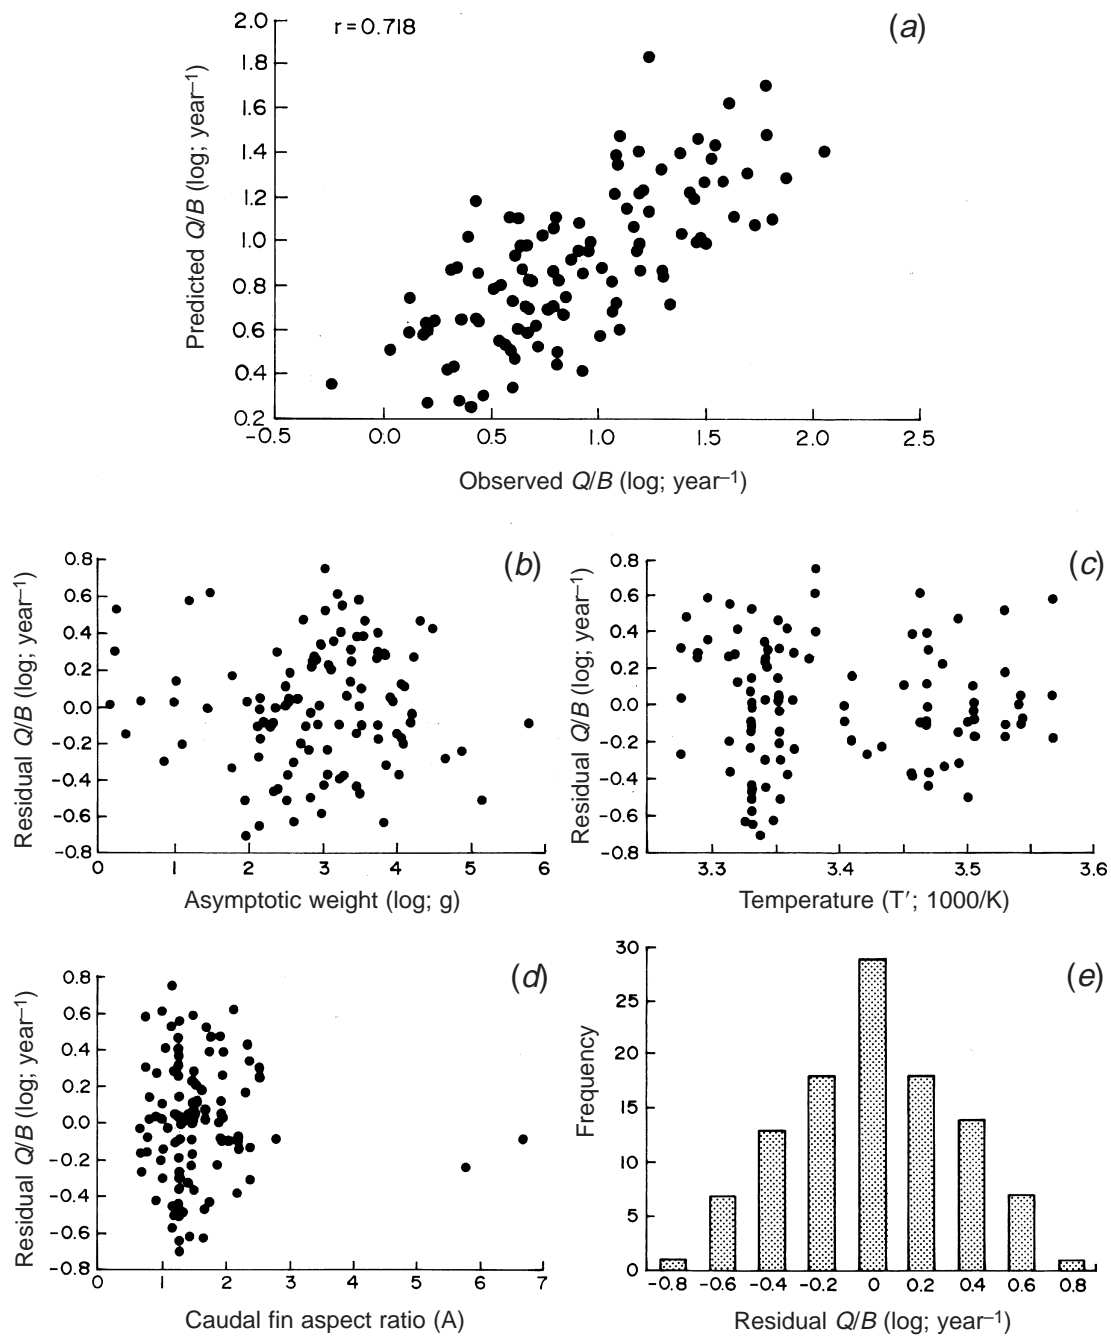 (a)
r=0.718
2.0
1.8
1.6
1.4
1.2
1.0
0.8
0.6
0.4
0.2
Predicted Q/B (log; year–1)
-0.5 0.0 0.5 1.0 1.5 2.0 2.5
Observed Q/B (log; year–1)
(b)
0.8
0.6
0.4
0.2
0.0
-0.2
-0.4
-0.6
-0.8
Residual Q/B (log; year–1)
0 1 2 3 4 5 6
Asymptotic weight (log; g)
(c)
0.8
0.6
0.4
0.2
0.0
-0.2
-0.4
-0.6
-0.8
Residual Q/B (log; year–1)
3.3 3.4 3.5 3.6
Temperature (T′; 1000/K)
(d)
0.8
0.6
0.4
0.2
0.0
-0.2
-0.4
-0.6
-0.8
Residual Q/B (log; year–1)
0 1 2 3 4 5 6 7
Caudal fin aspect ratio (A)
(e)
30
25
20
15
10
5
0
Frequency
-0.8 -0.6 -0.4 -0.2 0 0.2 0.4 0.6 0.8
Residual Q/B (log; year–1)